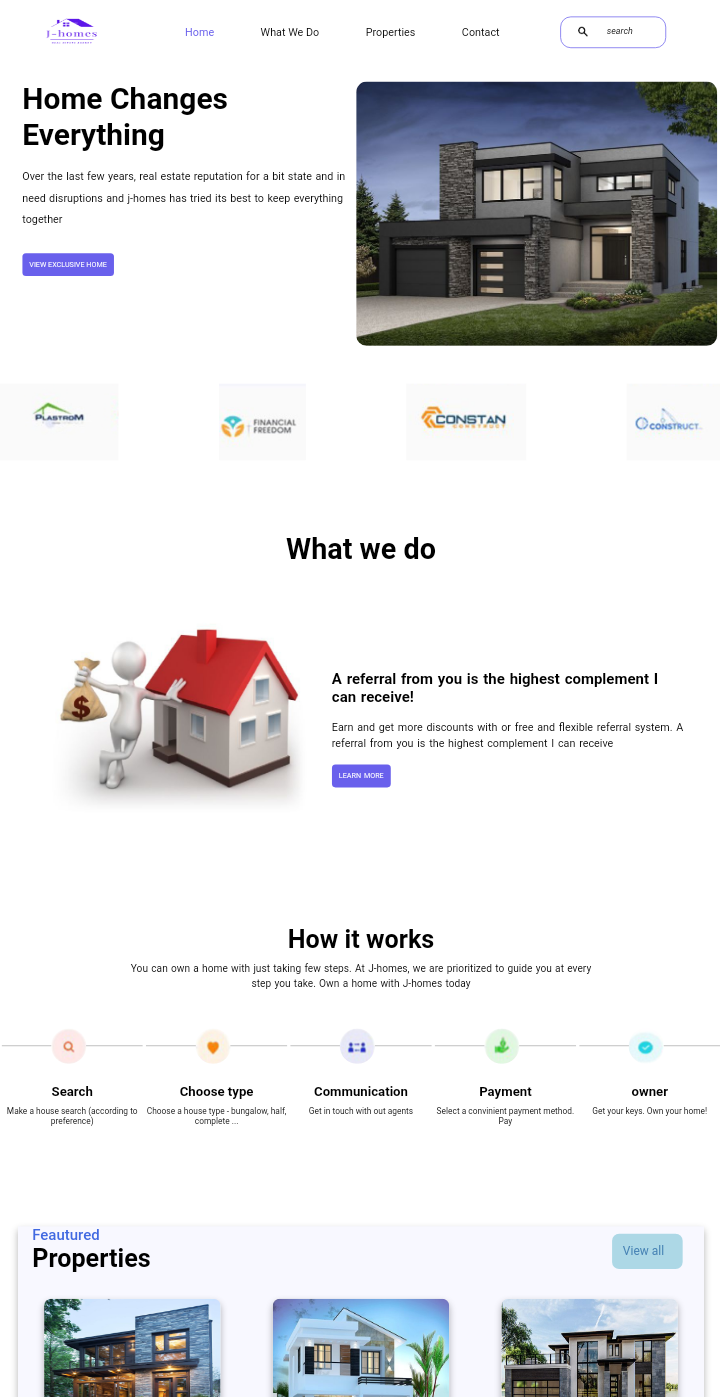 J-homes
Home
What We Do
Properties
Contact
search
Home Changes
Everything
Over the last few years, real estate reputation for a bit state and in
need disruptions and j-homes has tried its best to keep everything
together
VIEW EXCLUSIVE HOME
PLASTROM
FINANCIAL
FREEDOM
CONSTAN
CONSTRUCT
CONSTRUCT.
What we do
$
A referral from you is the highest complement I
can receive!
Earn and get more discounts with or free and flexible referral system. A
referral from you is the highest complement I can receive
LEARN MORE
How it works
You can own a home with just taking few steps. At J-homes, we are prioritized to guide you at every
step you take. Own a home with J-homes today
Search
Make a house search (according to
preference)
Choose type
Choose a house type - bungalow, half,
complete ...
Communication
Get in touch with out agents
Payment
Select a convinient payment method.
Pay
owner
Get your keys. Own your home!
Feautured
Properties
View all